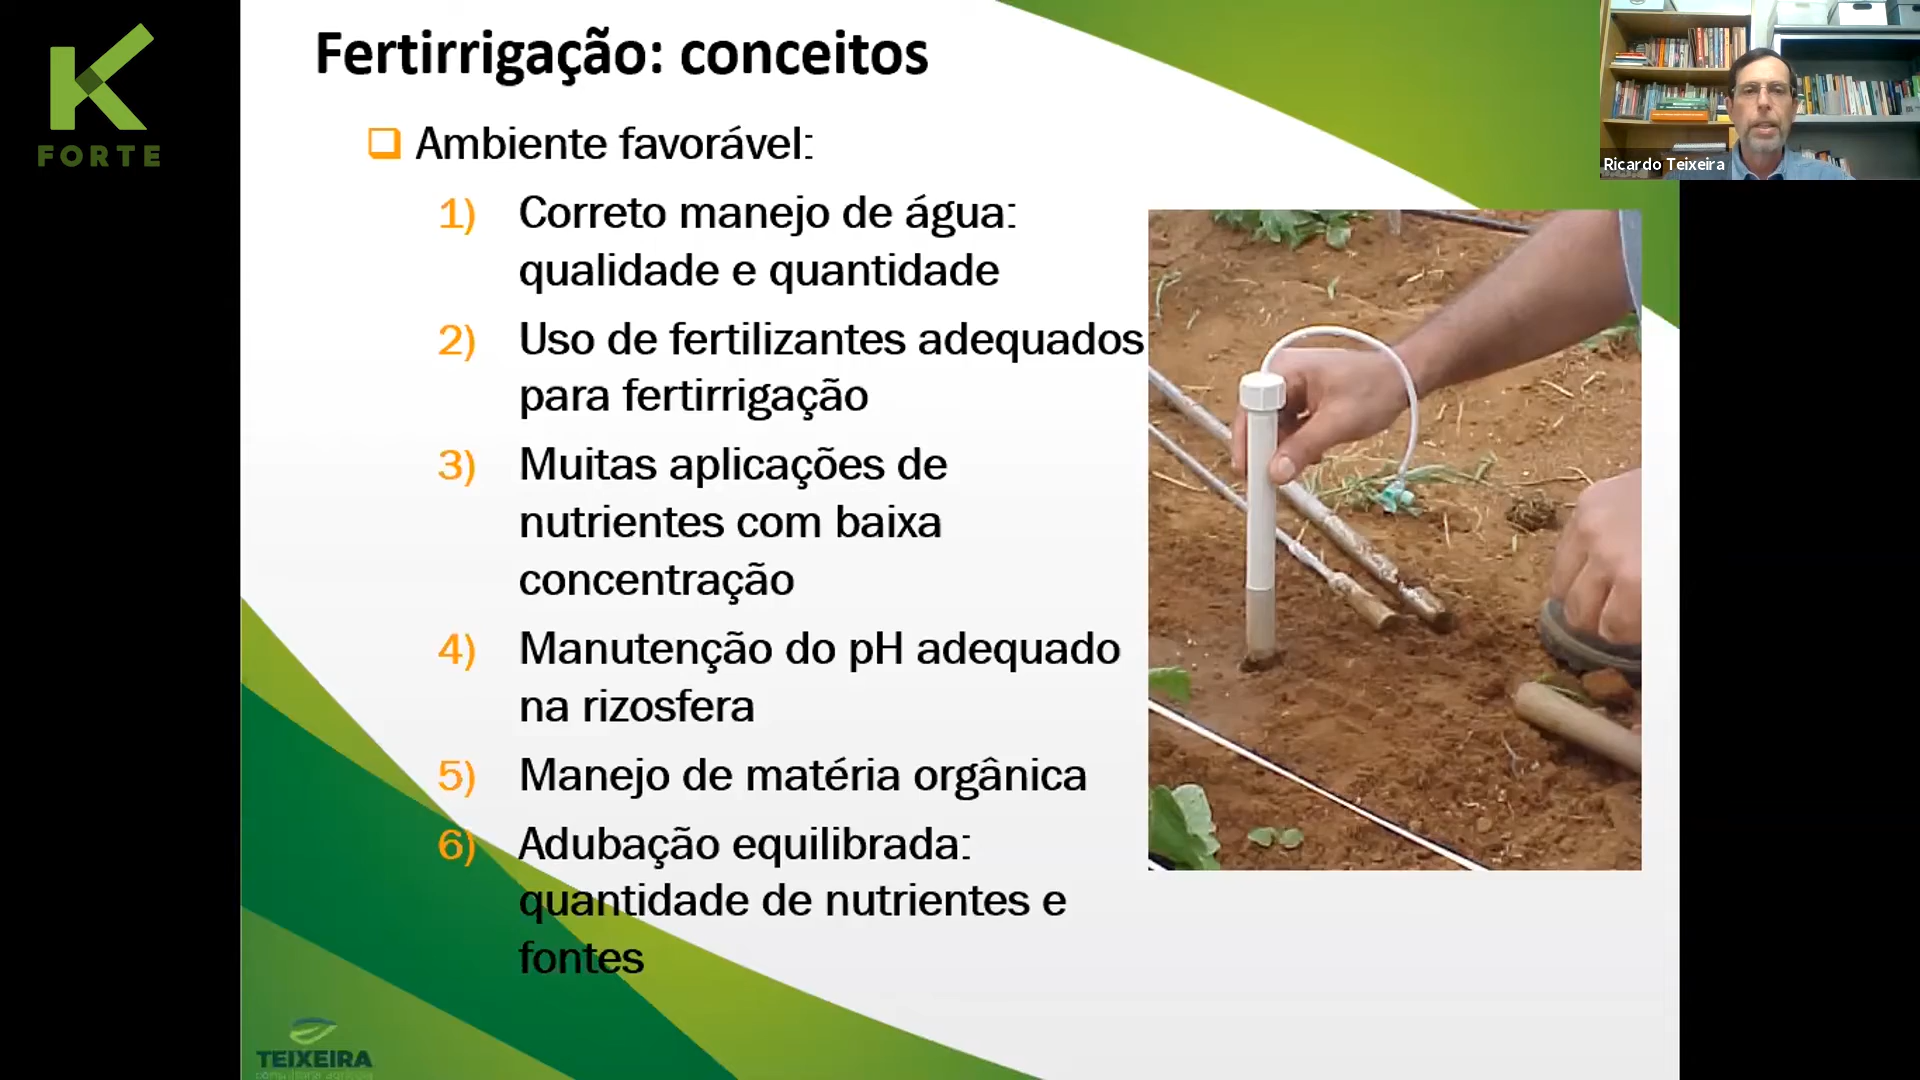 K
FORTE
Fertirrigação: conceitos
Ambiente favorável:
1) Correto manejo de água:
qualidade e quantidade
2) Uso de fertilizantes adequados
para fertirrigação
3) Muitas aplicações de
nutrientes com baixa
concentração
4) Manutenção do pH adequado
na rizosfera
5) Manejo de matéria orgânica
6) Adubação equilibrada:
quantidade de nutrientes e
fontes
Ricardo Teixeira
TEIXEIRA